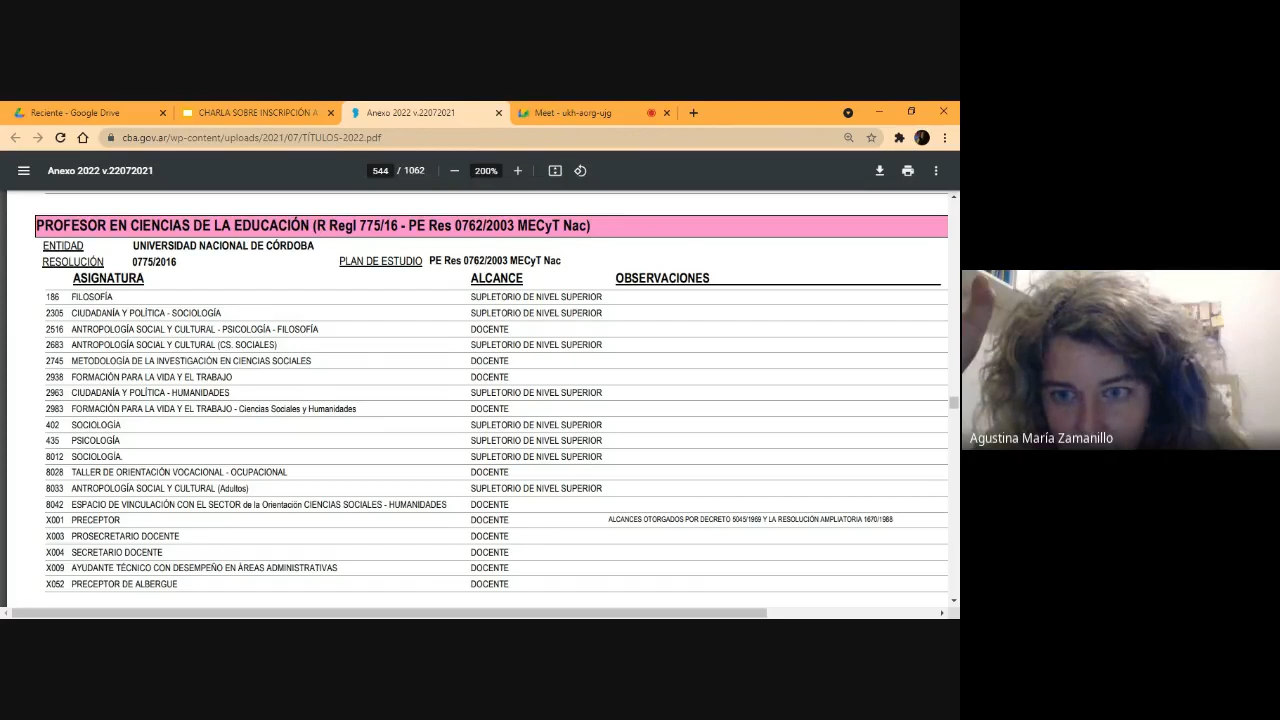 Reciente - Google Drive
CHARLA SOBRE INSCRIPCIÓN A
Anexo 2022 v.22072021
Meet - ukh-aorg-ujg
cba.gov.ar/wp-content/uploads/2021/07/TÍTULOS-2022.pdf
Anexo 2022 v.22072021
544 / 1062
200%
PROFESOR EN CIENCIAS DE LA EDUCACIÓN (R Regl 775/16 - PE Res 0762/2003 MECyT Nac)
ENTIDAD UNIVERSIDAD NACIONAL DE CÓRDOBA
RESOLUCIÓN 0775/2016 PLAN DE ESTUDIO PE Res 0762/2003 MECyT Nac
ASIGNATURA ALCANCE OBSERVACIONES
186 FILOSOFÍA SUPLETORIO DE NIVEL SUPERIOR
2305 CIUDADANÍA Y POLÍTICA - SOCIOLOGÍA SUPLETORIO DE NIVEL SUPERIOR
2516 ANTROPOLOGÍA SOCIAL Y CULTURAL - PSICOLOGÍA - FILOSOFÍA DOCENTE
2683 ANTROPOLOGÍA SOCIAL Y CULTURAL (CS. SOCIALES) SUPLETORIO DE NIVEL SUPERIOR
2745 METODOLOGÍA DE LA INVESTIGACIÓN EN CIENCIAS SOCIALES DOCENTE
2938 FORMACIÓN PARA LA VIDA Y EL TRABAJO DOCENTE
2963 CIUDADANÍA Y POLÍTICA - HUMANIDADES SUPLETORIO DE NIVEL SUPERIOR
2983 FORMACIÓN PARA LA VIDA Y EL TRABAJO - Ciencias Sociales y Humanidades DOCENTE
402 SOCIOLOGÍA SUPLETORIO DE NIVEL SUPERIOR
435 PSICOLOGÍA SUPLETORIO DE NIVEL SUPERIOR
8012 SOCIOLOGÍA. SUPLETORIO DE NIVEL SUPERIOR
8028 TALLER DE ORIENTACIÓN VOCACIONAL - OCUPACIONAL DOCENTE
8033 ANTROPOLOGÍA SOCIAL Y CULTURAL (Adultos) SUPLETORIO DE NIVEL SUPERIOR
8042 ESPACIO DE VINCULACIÓN CON EL SECTOR de la Orientación CIENCIAS SOCIALES - HUMANIDADES DOCENTE
X001 PRECEPTOR DOCENTE ALCANCES OTORGADOS POR DECRETO 5045/1969 Y LA RESOLUCIÓN AMPLIATORIA 1670/1988
X003 PROSECRETARIO DOCENTE DOCENTE
X004 SECRETARIO DOCENTE DOCENTE
X009 AYUDANTE TÉCNICO CON DESEMPEÑO EN ÁREAS ADMINISTRATIVAS DOCENTE
X052 PRECEPTOR DE ALBERGUE DOCENTE
Agustina María Zamanillo